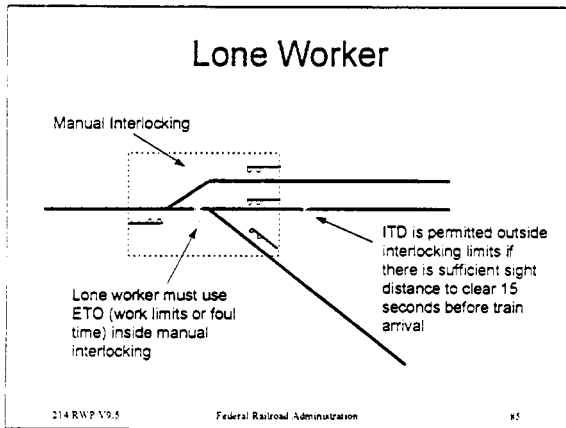 Lone Worker
Manual Interlocking
ITD is permitted outside
interlocking limits if
there is sufficient sight
distance to clear 15
seconds before train
arrival
Lone worker must use
ETO (work limits or foul
time) inside manual
interlocking
214 RWP V9.5
Federal Railroad Administration
85